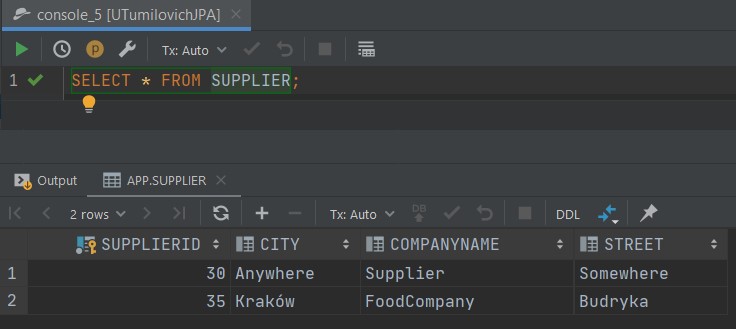 console_5 [UTumilovichJPA]
Tx: Auto
1 SELECT * FROM SUPPLIER;
Output APP.SUPPLIER
2 rows Tx: Auto DB DDL
SUPPLIERID CITY COMPANYNAME STREET
1 30 Anywhere Supplier Somewhere
2 35 Kraków FoodCompany Budryka